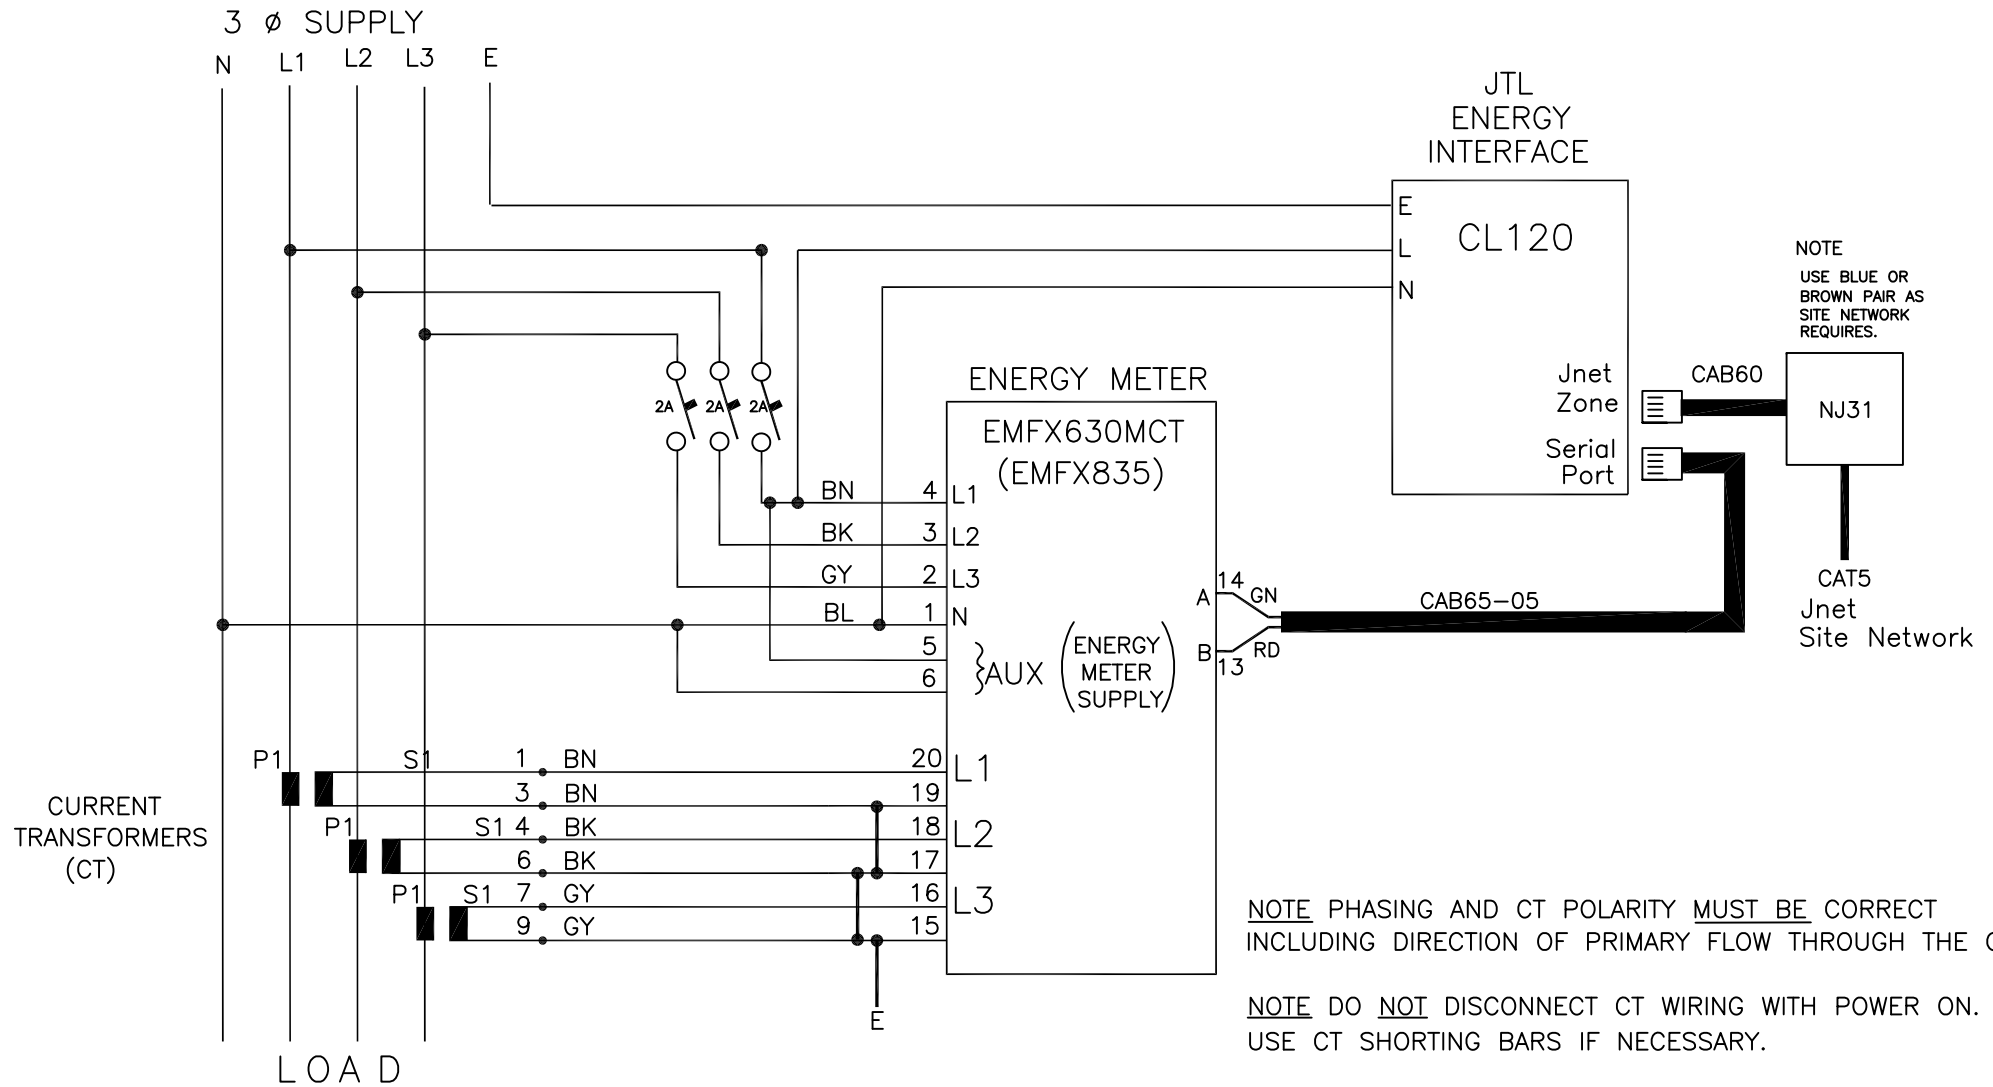 3 ø SUPPLY
N L1 L2 L3 E
JTL
ENERGY
INTERFACE
E
L
N
CL120
Jnet
Zone
Serial
Port
CAB60
NOTE
USE BLUE OR
BROWN PAIR AS
SITE NETWORK
REQUIRES.
NJ31
CAT5
Jnet
Site Network
2A 2A 2A
ENERGY METER
EMFX630MCT
(EMFX835)
BN 4 L1
BK 3 L2
GY 2 L3
BL 1 N
5
6
AUX
(ENERGY
METER
SUPPLY)
A 14 GN
B 13 RD
CAB65-05
CURRENT
TRANSFORMERS
(CT)
P1 S1 1 BN 20 L1
3 BN 19
P1 S1 4 BK 18 L2
6 BK 17
P1 S1 7 GY 16 L3
9 GY 15
E
LOAD
NOTE PHASING AND CT POLARITY MUST BE CORRECT
INCLUDING DIRECTION OF PRIMARY FLOW THROUGH THE
NOTE DO NOT DISCONNECT CT WIRING WITH POWER ON.
USE CT SHORTING BARS IF NECESSARY.